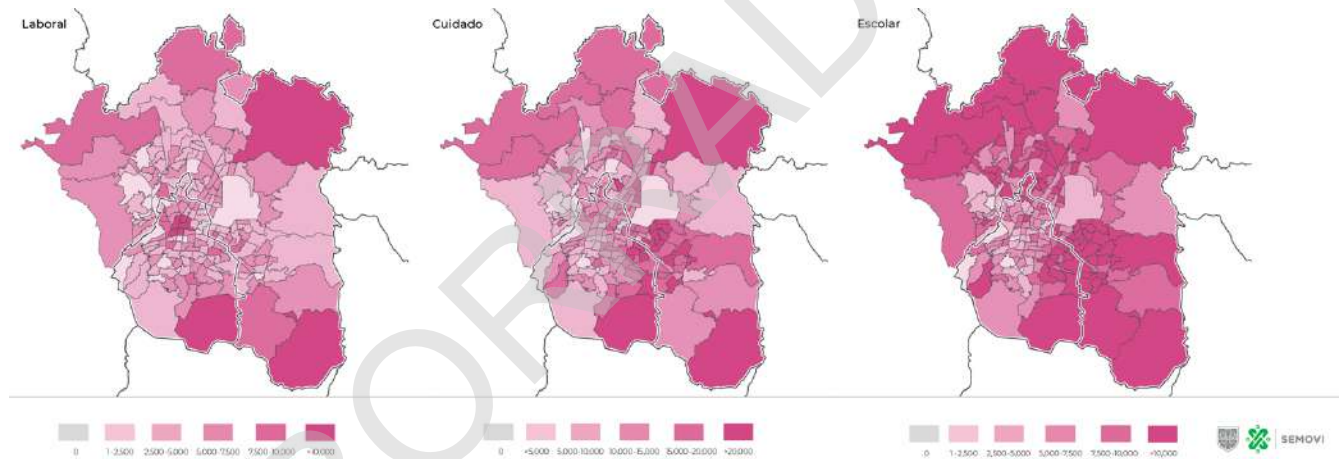 Laboral
Cuidado
Escolar
0 1-2,500 2,500-5,000 5,000-7,500 7,500-10,000 +10,000
0 <5,000 5,000-10,000 10,000-15,000 15,000-20,000 >20,000
0 1-2,500 2,500-5,000 5,000-7,500 7,500-10,000 >10,000
SEMOVI